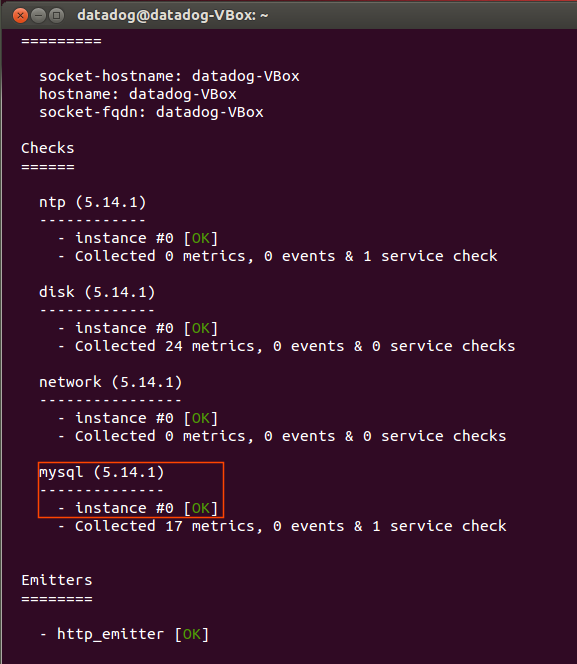 datadog@datadog-VBox: ~
=========
socket-hostname: datadog-VBox
hostname: datadog-VBox
socket-fqdn: datadog-VBox
Checks
======
ntp (5.14.1)
------------
- instance #0 [OK]
- Collected 0 metrics, 0 events & 1 service check
disk (5.14.1)
-------------
- instance #0 [OK]
- Collected 24 metrics, 0 events & 0 service checks
network (5.14.1)
----------------
- instance #0 [OK]
- Collected 0 metrics, 0 events & 0 service checks
mysql (5.14.1)
--------------
- instance #0 [OK]
- Collected 17 metrics, 0 events & 1 service check
Emitters
========
- http_emitter [OK]